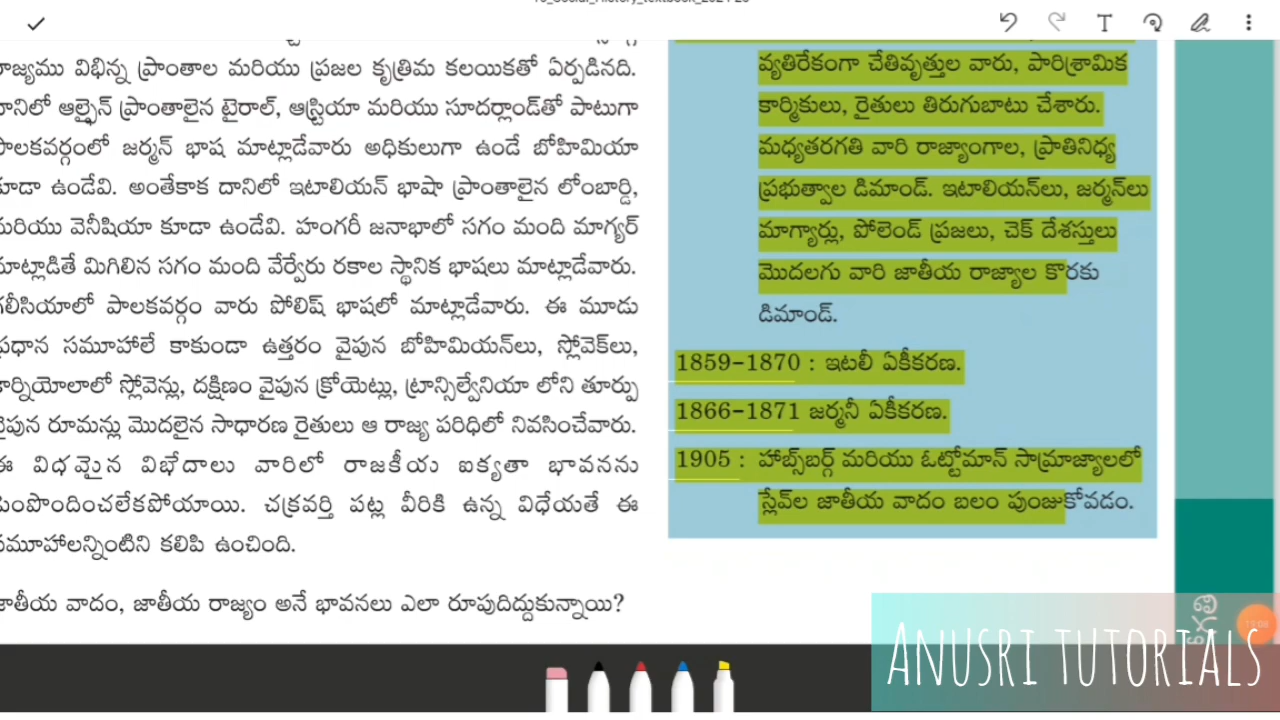 రాజ్యము విభిన్న ప్రాంతాల మరియు ప్రజల కృత్రిమ కలయికతో ఏర్పడినది.
దానిలో ఆల్ఫైన్ ప్రాంతాలైన టైరాల్, ఆస్ట్రియా మరియు సూదర్లాండ్‌తో పాటుగా
పాలకవర్గంలో జర్మన్ భాష మాట్లాడేవారు అధికులుగా ఉండే బోహిమియా
కూడా ఉండేవి. అంతేకాక దానిలో ఇటాలియన్ భాషా ప్రాంతాలైన లోంబార్డి,
మరియు వెనీషియా కూడా ఉండేవి. హంగరీ జనాభాలో సగం మంది మాగ్యర్
మాట్లాడితే మిగిలిన సగం మంది వేర్వేరు రకాల స్థానిక భాషలు మాట్లాడేవారు.
గలీసియాలో పాలకవర్గం వారు పోలిష్ భాషలో మాట్లాడేవారు. ఈ మూడు
ప్రధాన సమూహాలే కాకుండా ఉత్తరం వైపున బోహిమియన్‌లు, స్లోవెక్‌లు,
కార్నియోలాలో స్లోవెన్లు, దక్షిణం వైపున క్రోయెట్లు, ట్రాన్సిల్వేనియా లోని తూర్పు
వైపున రూమన్లు మొదలైన సాధారణ రైతులు ఆ రాజ్య పరిధిలో నివసించేవారు.
ఈ విధమైన విభేదాలు వారిలో రాజకీయ ఐక్యతా భావనను
పెంపొందించలేకపోయాయి. చక్రవర్తి పట్ల వీరికి ఉన్న విధేయతే ఈ
సమూహాలన్నింటిని కలిపి ఉంచింది.
జాతీయ వాదం, జాతీయ రాజ్యం అనే భావనలు ఎలా రూపుదిద్దుకున్నాయి?
వ్యతిరేకంగా చేతివృత్తుల వారు, పారిశ్రామిక
కార్మికులు, రైతులు తిరుగుబాటు చేశారు.
మధ్యతరగతి వారి రాజ్యాంగాల, ప్రాతినిధ్య
ప్రభుత్వాల డిమాండ్. ఇటాలియన్‌లు, జర్మన్‌లు
మాగ్యార్లు, పోలెండ్ ప్రజలు, చెక్ దేశస్తులు
మొదలగు వారి జాతీయ రాజ్యాల కొరకు
డిమాండ్.
1859-1870 : ఇటలీ ఏకీకరణ.
1866-1871 జర్మనీ ఏకీకరణ.
1905 : హాబ్స్‌బర్గ్ మరియు ఓట్టోమాన్ సామ్రాజ్యాలలో
స్లేవ్‌ల జాతీయ వాదం బలం పుంజుకోవడం.
ANUSRI TUTORIALS